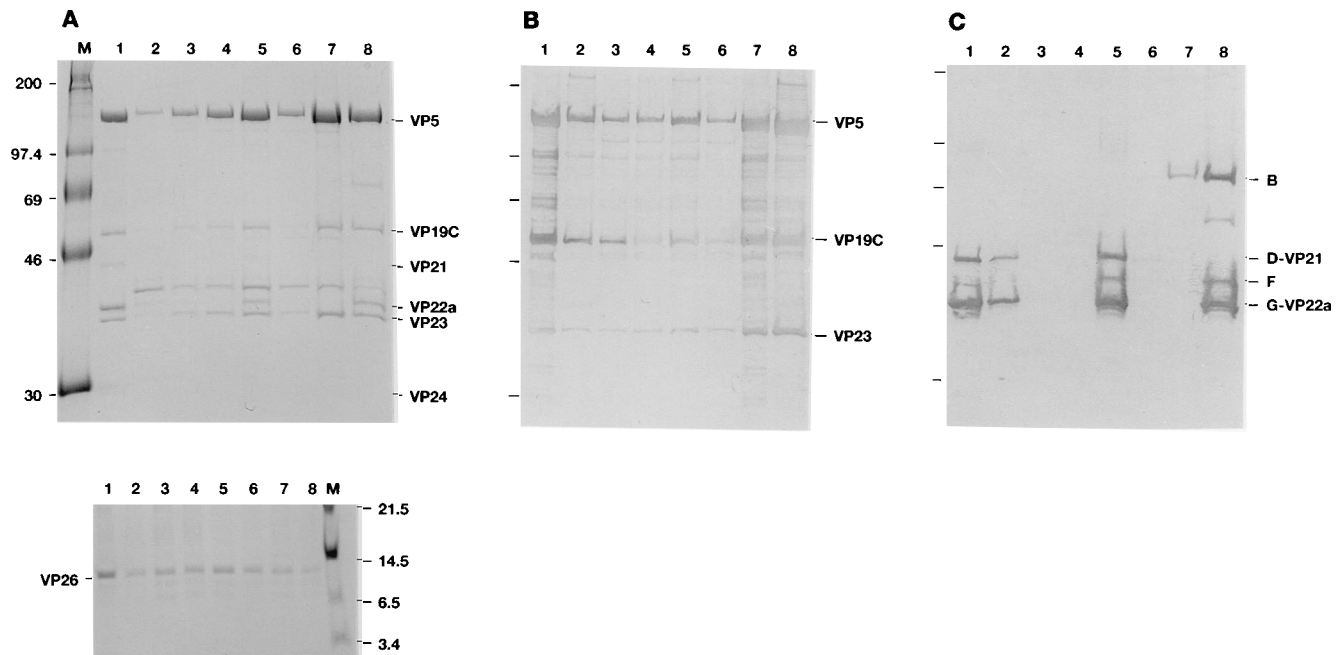 A
M 1 2 3 4 5 6 7 8
200
97.4
69
46
30
VP5
VP19C
VP21
VP22a
VP23
VP24
B
1 2 3 4 5 6 7 8
VP5
VP19C
VP23
C
1 2 3 4 5 6 7 8
B
D-VP21
F
G-VP22a
1 2 3 4 5 6 7 8 M
VP26
21.5
14.5
6.5
3.4